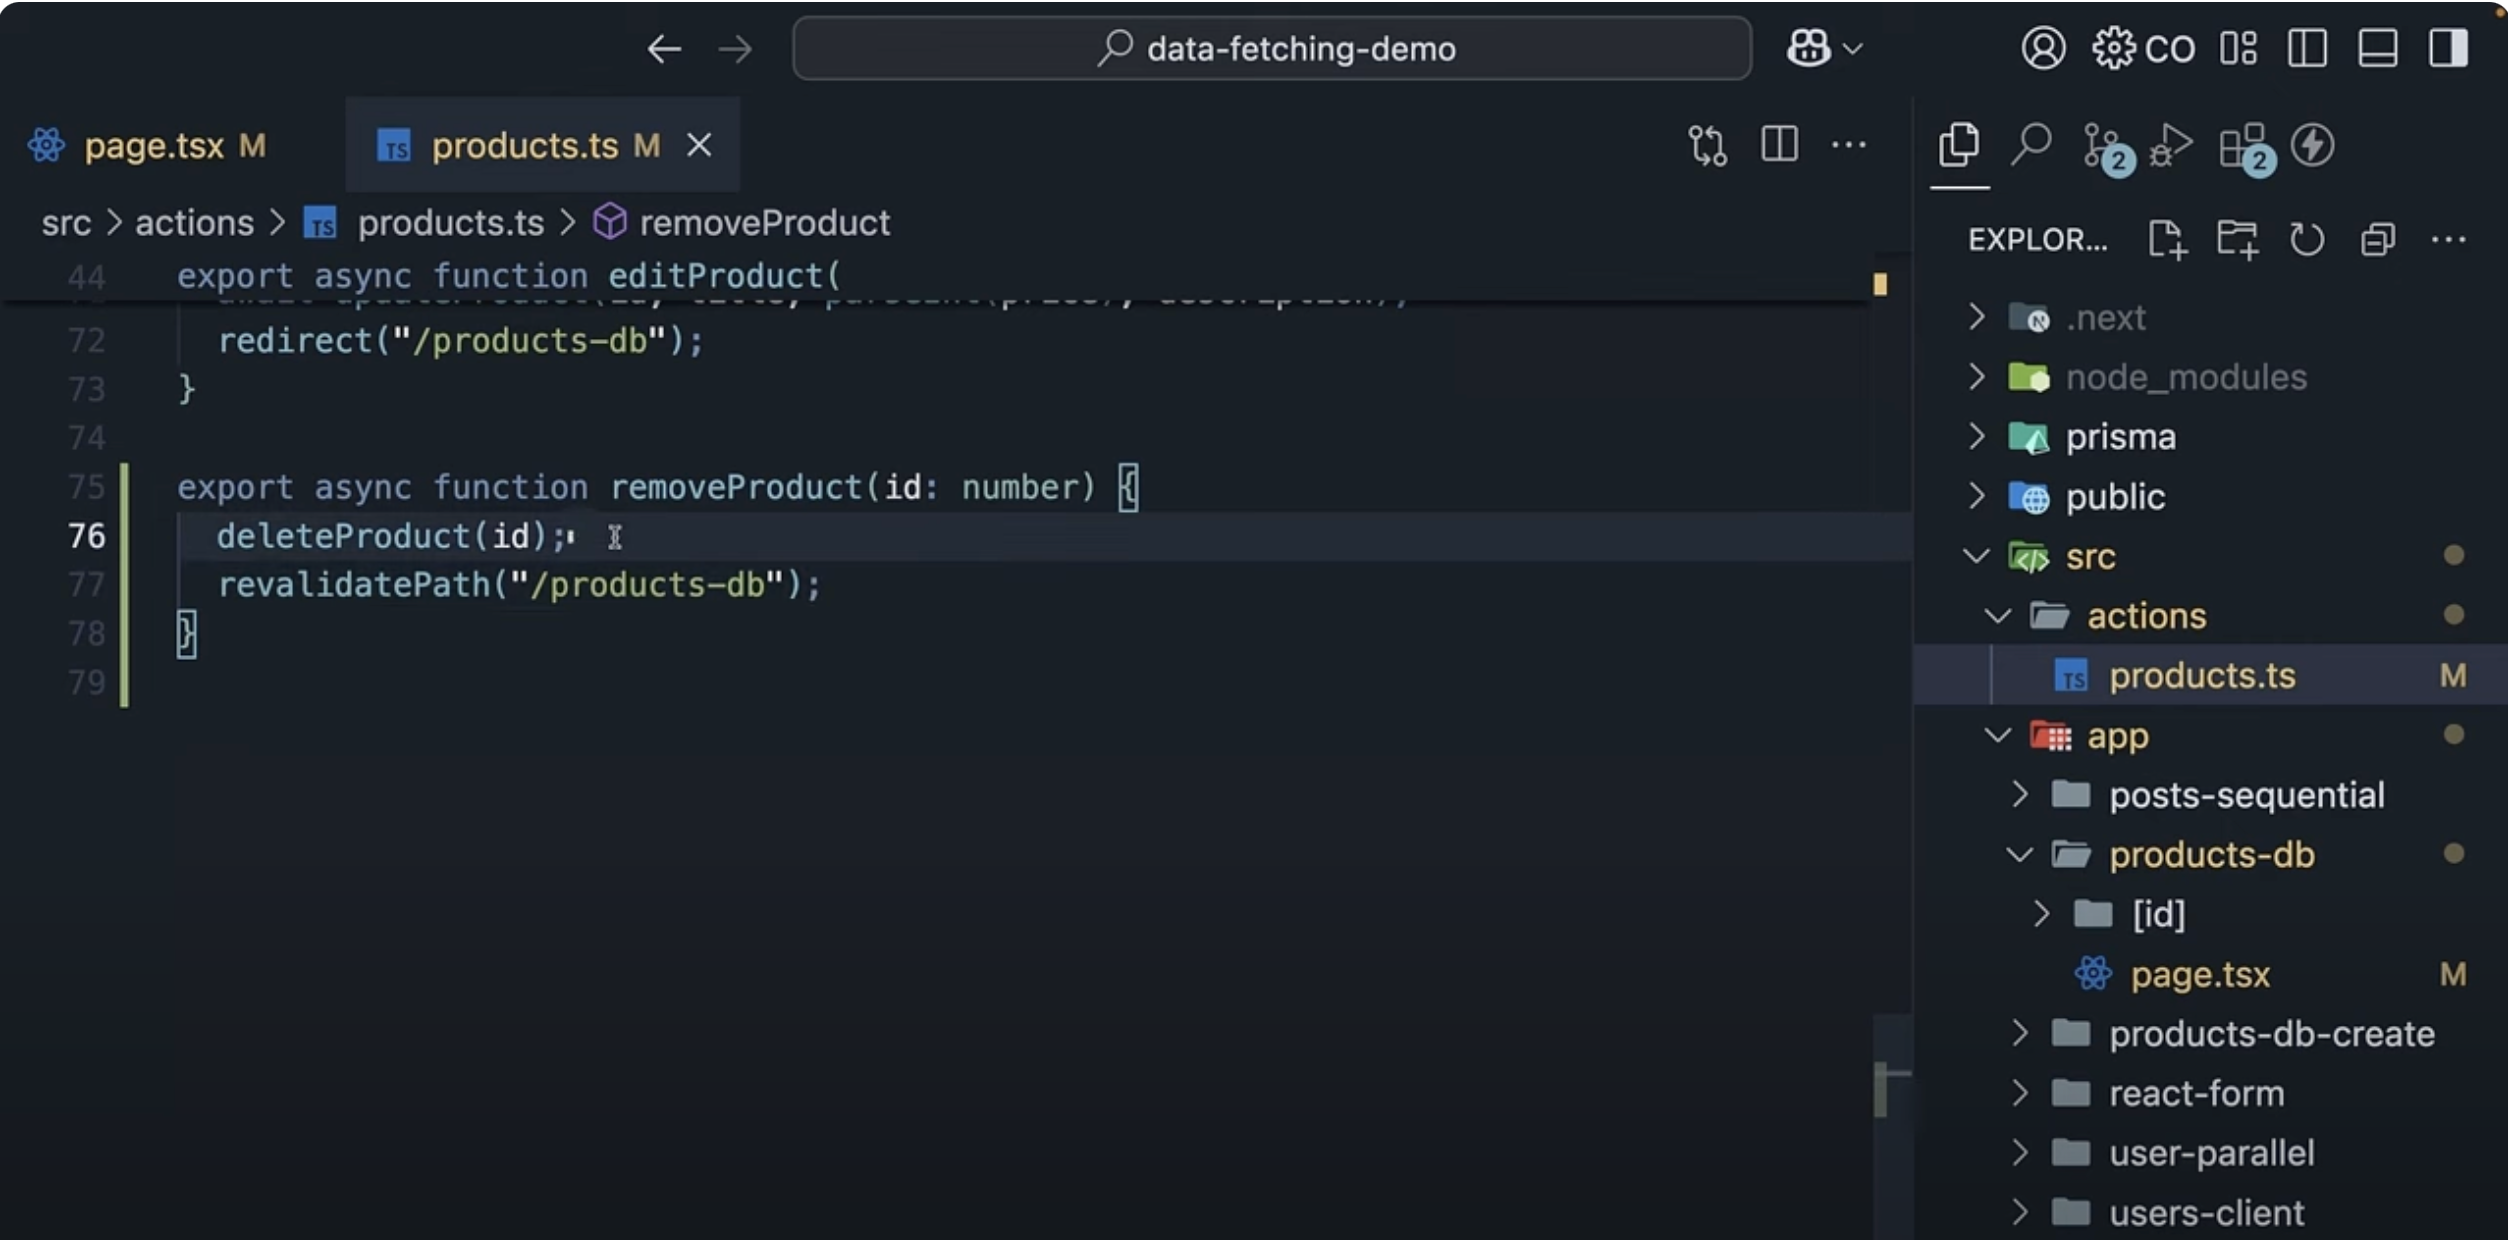 data-fetching-demo
CO
page.tsx M
products.ts M
2
2
src > actions > TS products.ts > removeProduct
EXPLOR...
44 export async function editProduct(
72 redirect("/products-db");
73 }
74
75 export async function removeProduct(id: number) {
76 deleteProduct(id);
77 revalidatePath("/products-db");
78 }
79
.next
node_modules
prisma
public
src
actions
TS products.ts M
app
posts-sequential
products-db
[id]
page.tsx M
products-db-create
react-form
user-parallel
users-client